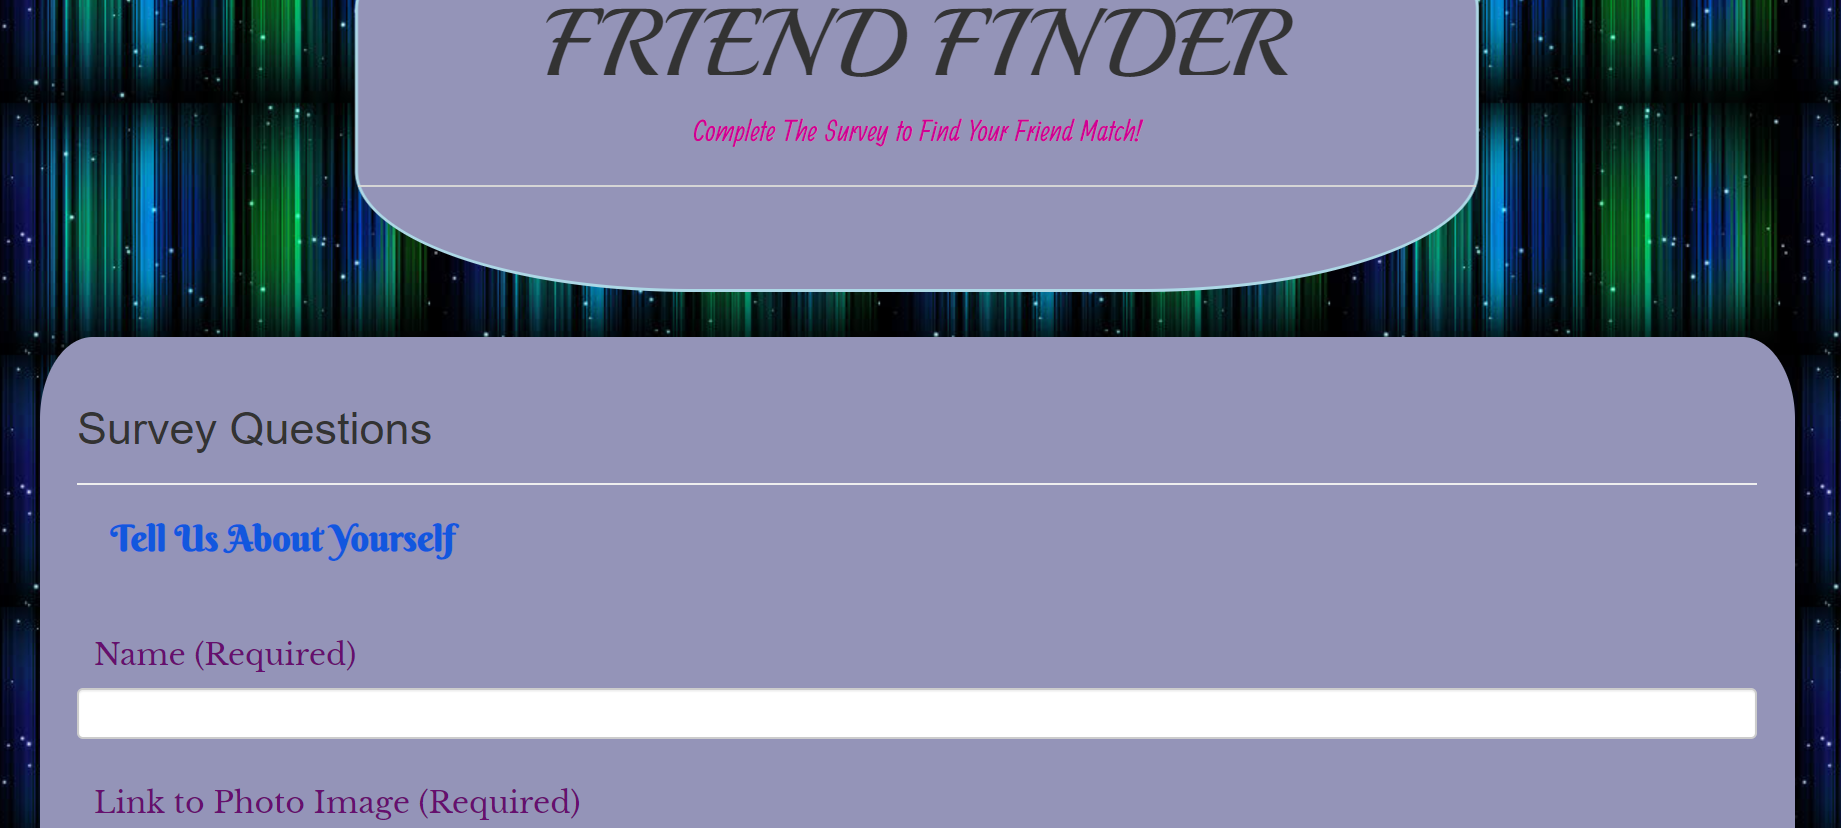 FRIEND FINDER
Complete The Survey to Find Your Friend Match!
Survey Questions
Tell Us About Yourself
Name (Required)
Link to Photo Image (Required)